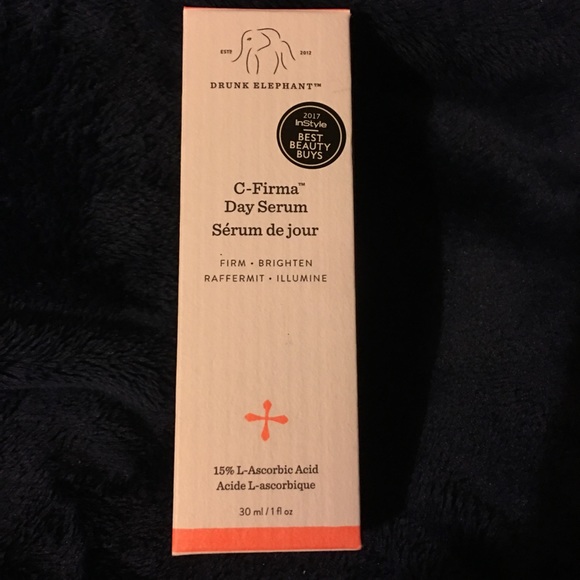 ESTD 2012
DRUNK ELEPHANT™
2017
InStyle
BEST
BEAUTY
BUYS
C-Firma™
Day Serum
Sérum de jour
FIRM • BRIGHTEN
RAFFERMIT • ILLUMINE
15% L-Ascorbic Acid
Acide L-ascorbique
30 ml / 1 fl oz